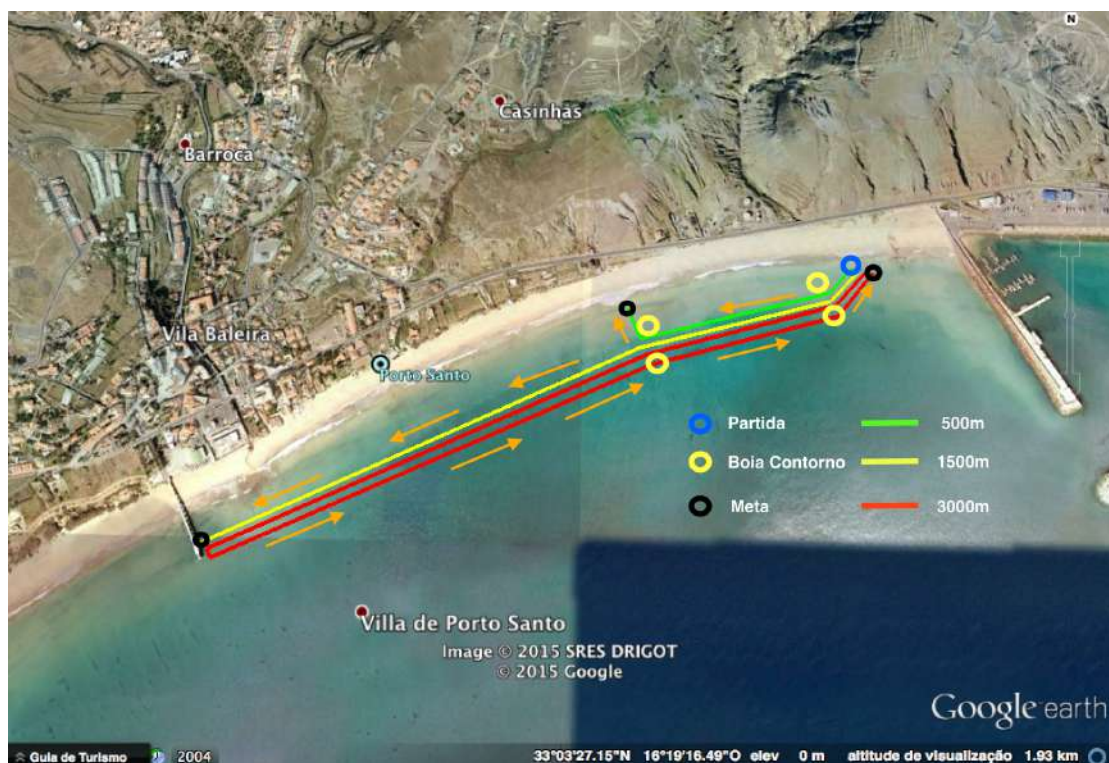 N
Casinhas
Barroca
Vila Baleira
Porto Santo
Partida
500m
Boia Contorno
1500m
Meta
3000m
Villa de Porto Santo
Image © 2015 SRES DRIGOT
© 2015 Google
Google earth
Guia de Turismo
2004
33°03'27.15"N 16°19'16.49"O elev 0 m altitude de visualização 1.93 km